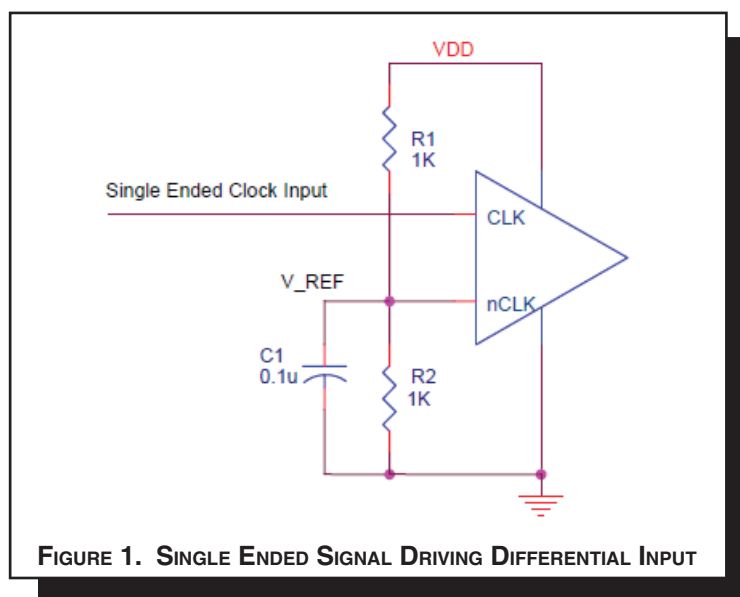 VDD
R1
1K
Single Ended Clock Input
CLK
V_REF
nCLK
C1
0.1u
R2
1K
FIGURE 1. SINGLE ENDED SIGNAL DRIVING DIFFERENTIAL INPUT